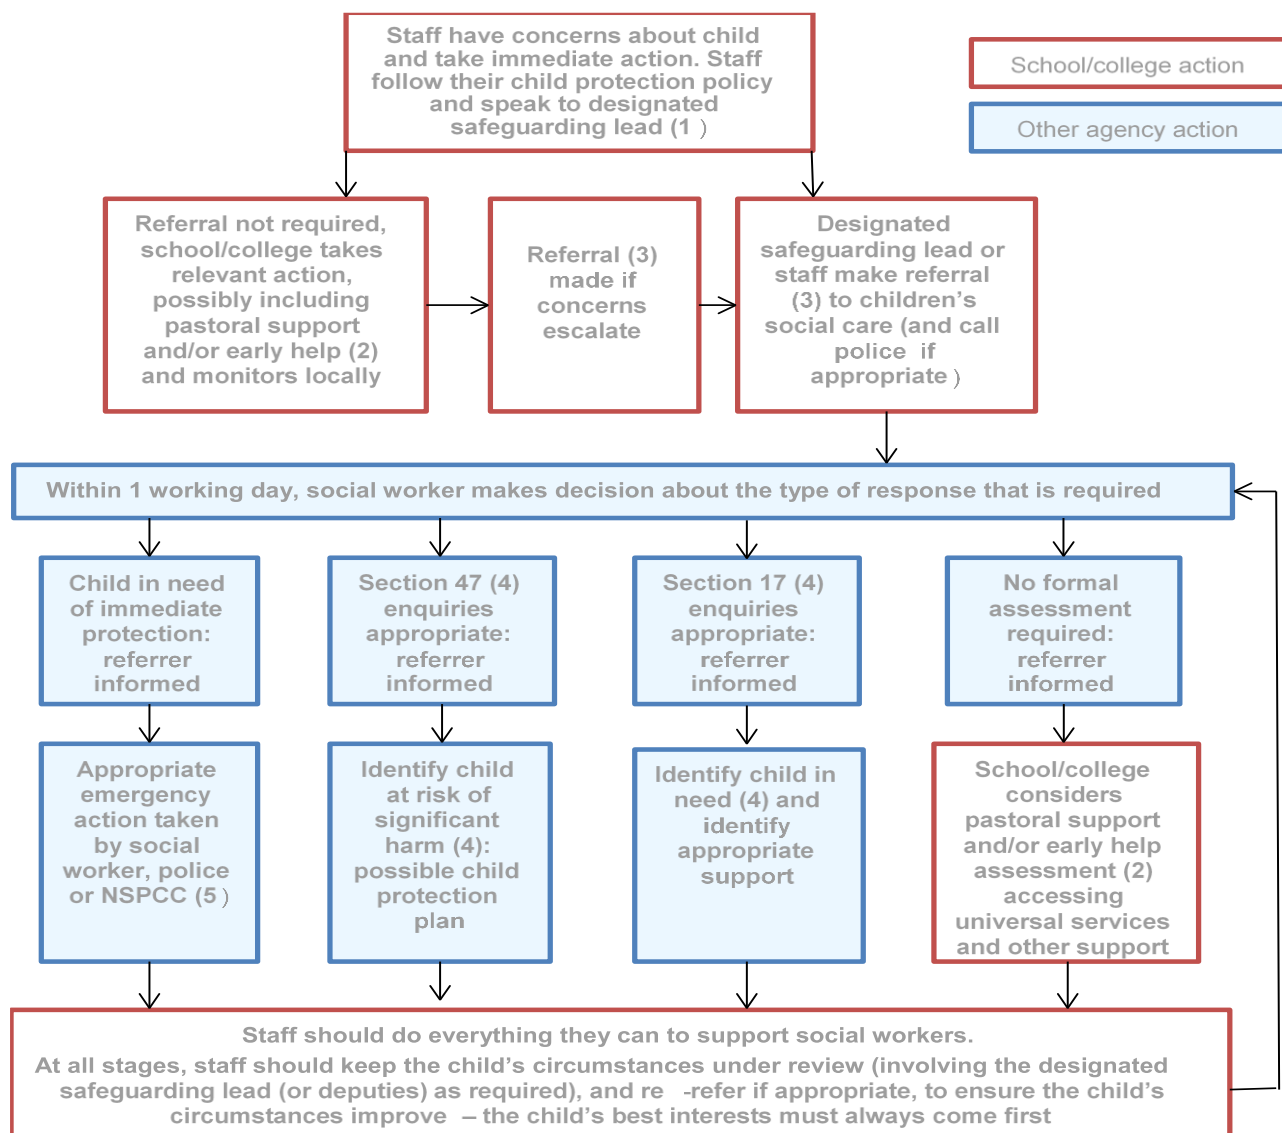 Staff have concerns about child
and take immediate action. Staff
follow their child protection policy
and speak to designated
safeguarding lead (1 )
School/college action
Other agency action
Referral not required,
school/college takes
relevant action,
possibly including
pastoral support
and/or early help (2)
and monitors locally
Referral (3)
made if
concerns
escalate
Designated
safeguarding lead or
staff make referral
(3) to children’s
social care (and call
police if
appropriate )
Within 1 working day, social worker makes decision about the type of response that is required
Child in need
of immediate
protection:
referrer
informed
Section 47 (4)
enquiries
appropriate:
referrer
informed
Section 17 (4)
enquiries
appropriate:
referrer
informed
No formal
assessment
required:
referrer
informed
Appropriate
emergency
action taken
by social
worker, police
or NSPCC (5 )
Identify child
at risk of
significant
harm (4):
possible child
protection
plan
Identify child in
need (4) and
identify
appropriate
support
School/college
considers
pastoral support
and/or early help
assessment (2)
accessing
universal services
and other support
Staff should do everything they can to support social workers.
At all stages, staff should keep the child’s circumstances under review (involving the designated
safeguarding lead (or deputies) as required), and re -refer if appropriate, to ensure the child’s
circumstances improve – the child’s best interests must always come first